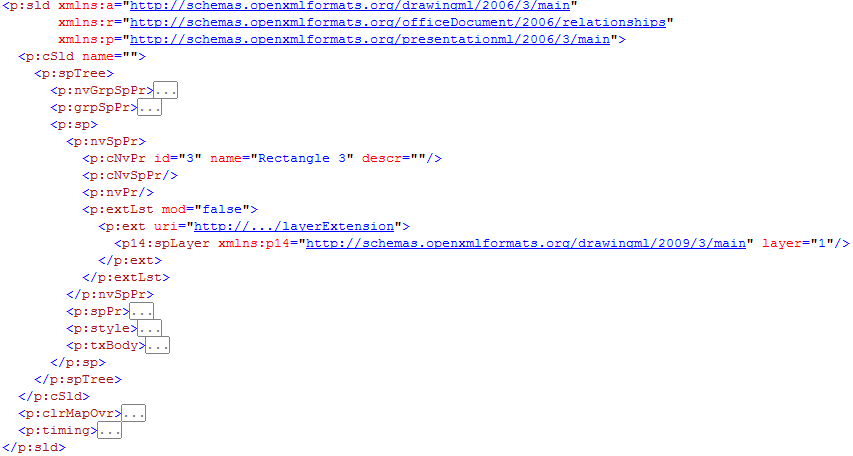 <p:sld xmlns:a="http://schemas.openxmlformats.org/drawingml/2006/3/main"
xmlns:r="http://schemas.openxmlformats.org/officeDocument/2006/relationships"
xmlns:p="http://schemas.openxmlformats.org/presentationml/2006/3/main">
<p:cSld name="">
<p:spTree>
<p:nvGrpSpPr>...
<p:grpSpPr>...
<p:sp>
<p:nvSpPr>
<p:cNvPr id="3" name="Rectangle 3" descr=""/>
<p:cNvSpPr/>
<p:nvPr/>
<p:extLst mod="false">
<p:ext uri="http://.../layerExtension">
<p14:spLayer xmlns:p14="http://schemas.openxmlformats.org/drawingml/2009/3/main" layer="1"/>
</p:ext>
</p:extLst>
</p:nvSpPr>
<p:spPr>...
<p:style>...
<p:txBody>...
</p:sp>
</p:spTree>
</p:cSld>
<p:clrMapOvr>...
<p:timing>...
</p:sld>